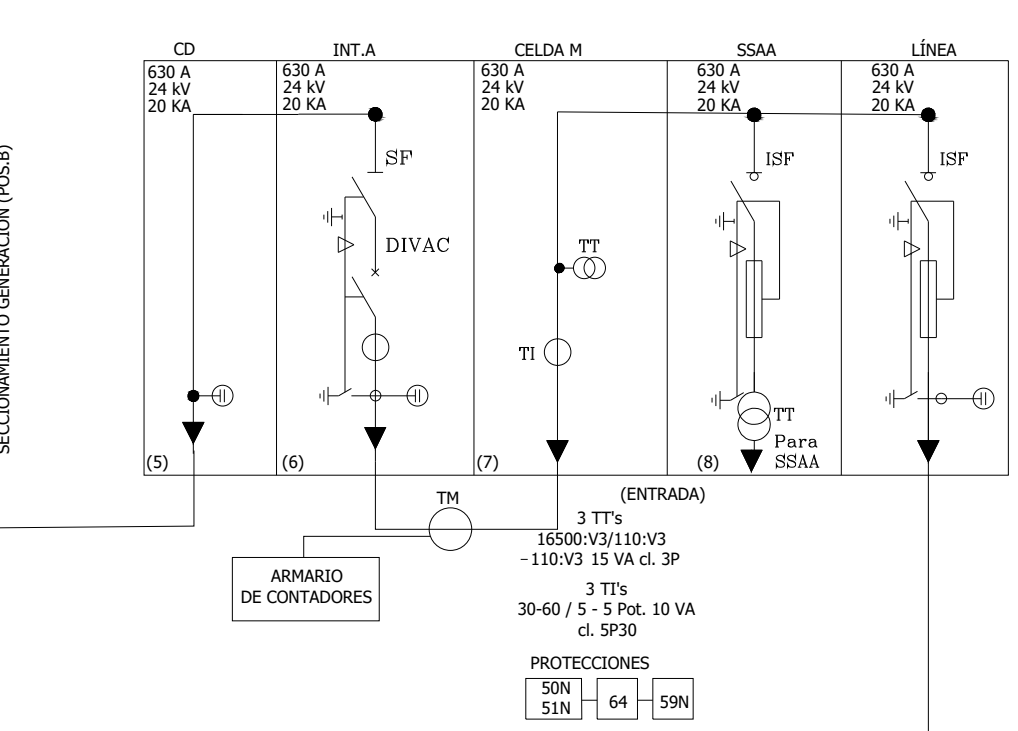 CD
INT.A
CELDA M
SSAA
LÍNEA
630 A
24 kV
20 KA
630 A
24 kV
20 KA
630 A
24 kV
20 KA
630 A
24 kV
20 KA
630 A
24 kV
20 KA
SECCIONAMIENTO GENERACIÓN (POS.B)
SF
ISF
ISF
DIVAC
TT
TI
TT
Para
SSAA
(5)
(6)
(7)
(8)
TM
(ENTRADA)
3 TT's
16500:V3/110:V3
-110:V3 15 VA cl. 3P
ARMARIO
DE CONTADORES
3 TI's
30-60 / 5 - 5 Pot. 10 VA
cl. 5P30
PROTECCIONES
50N
51N
64
59N